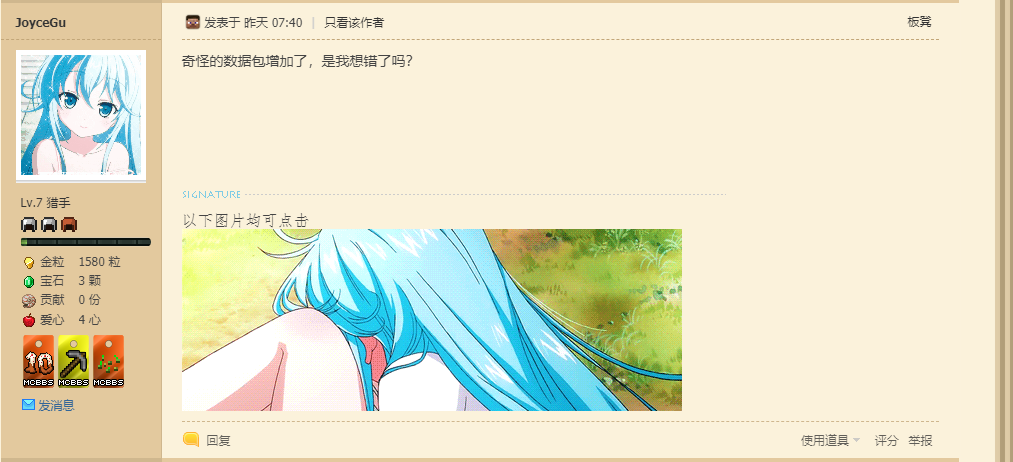 JoyceGu
发表于 昨天 07:40 | 只看该作者
板凳
奇怪的数据包增加了，是我想错了吗?
SIGNATURE
以下图片均可点击
Lv.7 猎手
金粒 1580 粒
宝石 3 颗
贡献 0 份
爱心 4 心
10 MCBBS
MCBBS
MCBBS
发消息
回复
使用道具 评分 举报